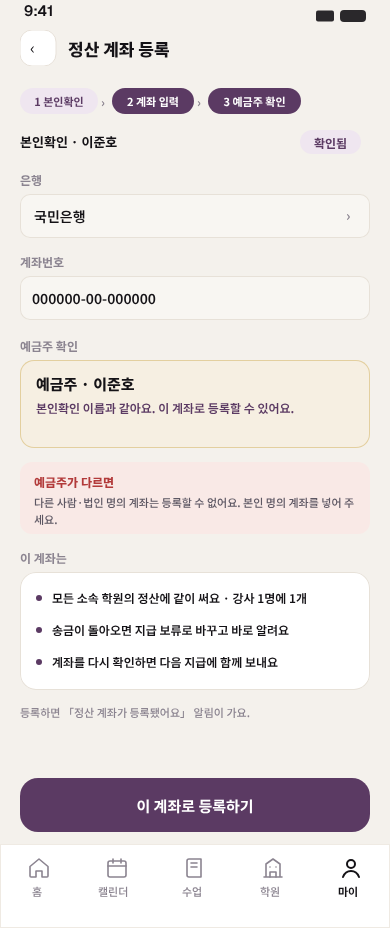 9:41
‹ 정산 계좌 등록
1 본인확인 › 2 계좌 입력 › 3 예금주 확인
본인확인 · 이준호 확인됨
은행
국민은행 ›
계좌번호
000000-00-000000
예금주 확인
예금주 · 이준호
본인확인 이름과 같아요. 이 계좌로 등록할 수 있어요.
예금주가 다르면
다른 사람·법인 명의 계좌는 등록할 수 없어요. 본인 명의 계좌를 넣어 주
세요.
이 계좌는
모든 소속 학원의 정산에 같이 써요 · 강사 1명에 1개
송금이 돌아오면 지급 보류로 바꾸고 바로 알려요
계좌를 다시 확인하면 다음 지급에 함께 보내요
등록하면 「정산 계좌가 등록됐어요」 알림이 가요.
이 계좌로 등록하기
홈 캘린더 수업 학원 마이